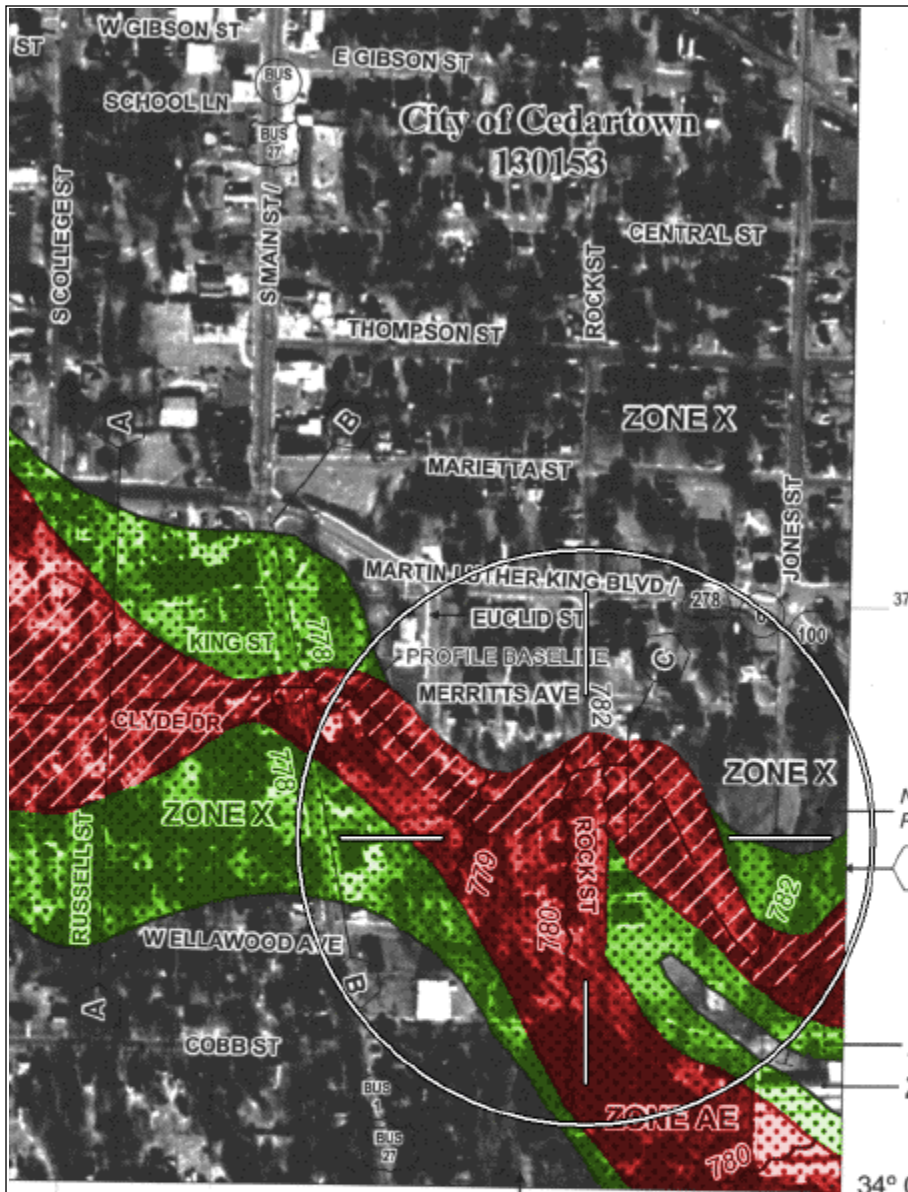 W GIBSON ST
ST
E GIBSON ST
BUS
1
SCHOOL LN
City of Cedartown
130153
BUS
27
S COLLEGE ST
S MAIN ST /
CENTRAL ST
ROCK ST
THOMPSON ST
ZONE X
A
B
MARIETTA ST
JONES ST
MARTIN LUTHER KING BLVD /
278
100
37
EUCLID ST
KING ST
778
PROFILE BASELINE
C
MERRITTS AVE
782
CLYDE DR
778
ZONE X
ZONE X
RUSSELL ST
779
ROCK ST
780
782
W ELLAWOOD AVE
B
A
COBB ST
BUS
1
BUS
27
ZONE AE
780
34°